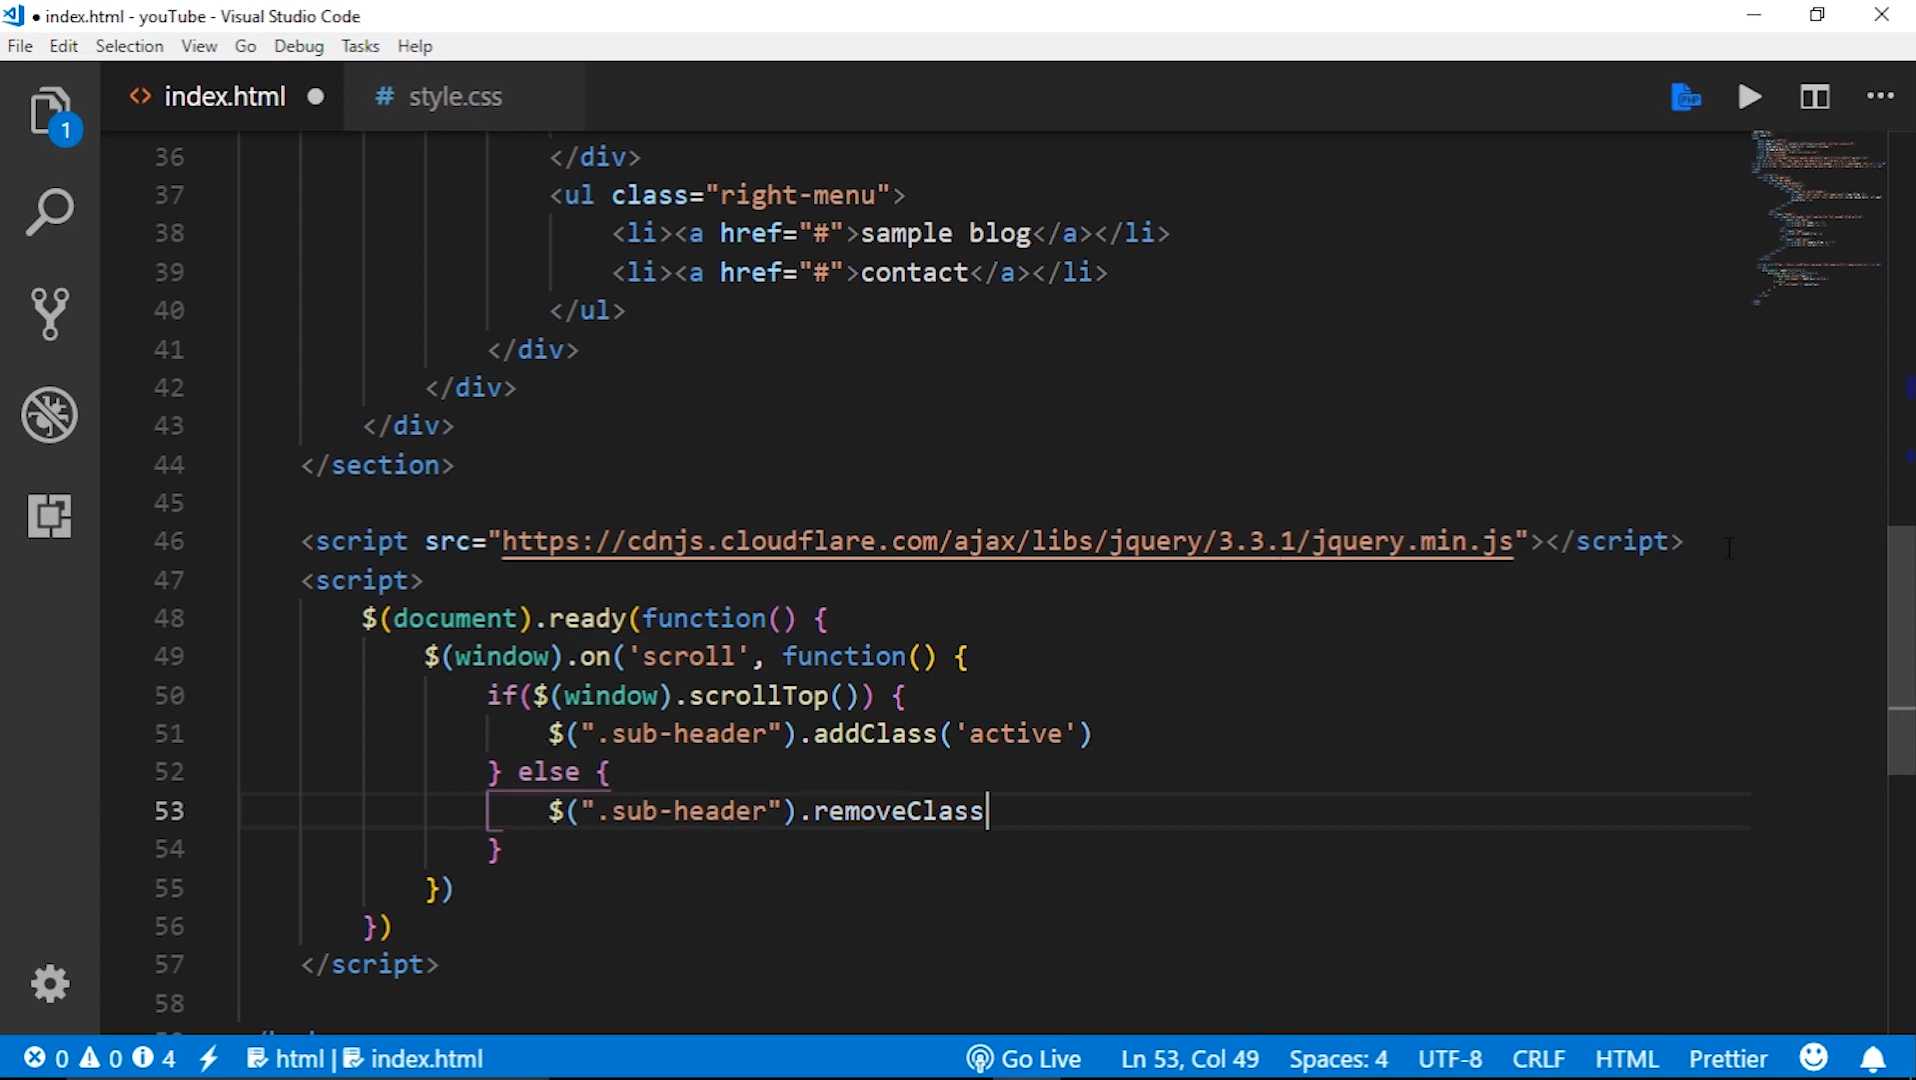 index.html - youTube - Visual Studio Code
File Edit Selection View Go Debug Tasks Help
index.html
# style.css
PHP
1
36 </div>
37 <ul class="right-menu">
38 <li><a href="#">sample blog</a></li>
39 <li><a href="#">contact</a></li>
40 </ul>
41 </div>
42 </div>
43 </div>
44 </section>
45
46 <script src="https://cdnjs.cloudflare.com/ajax/libs/jquery/3.3.1/jquery.min.js"></script>
47 <script>
48 $(document).ready(function() {
49 $(window).on('scroll', function() {
50 if($(window).scrollTop()) {
51 $(".sub-header").addClass('active')
52 } else {
53 $(".sub-header").removeClass
54 }
55 })
56 })
57 </script>
58
0 0 4 html | index.html Go Live Ln 53, Col 49 Spaces: 4 UTF-8 CRLF HTML Prettier